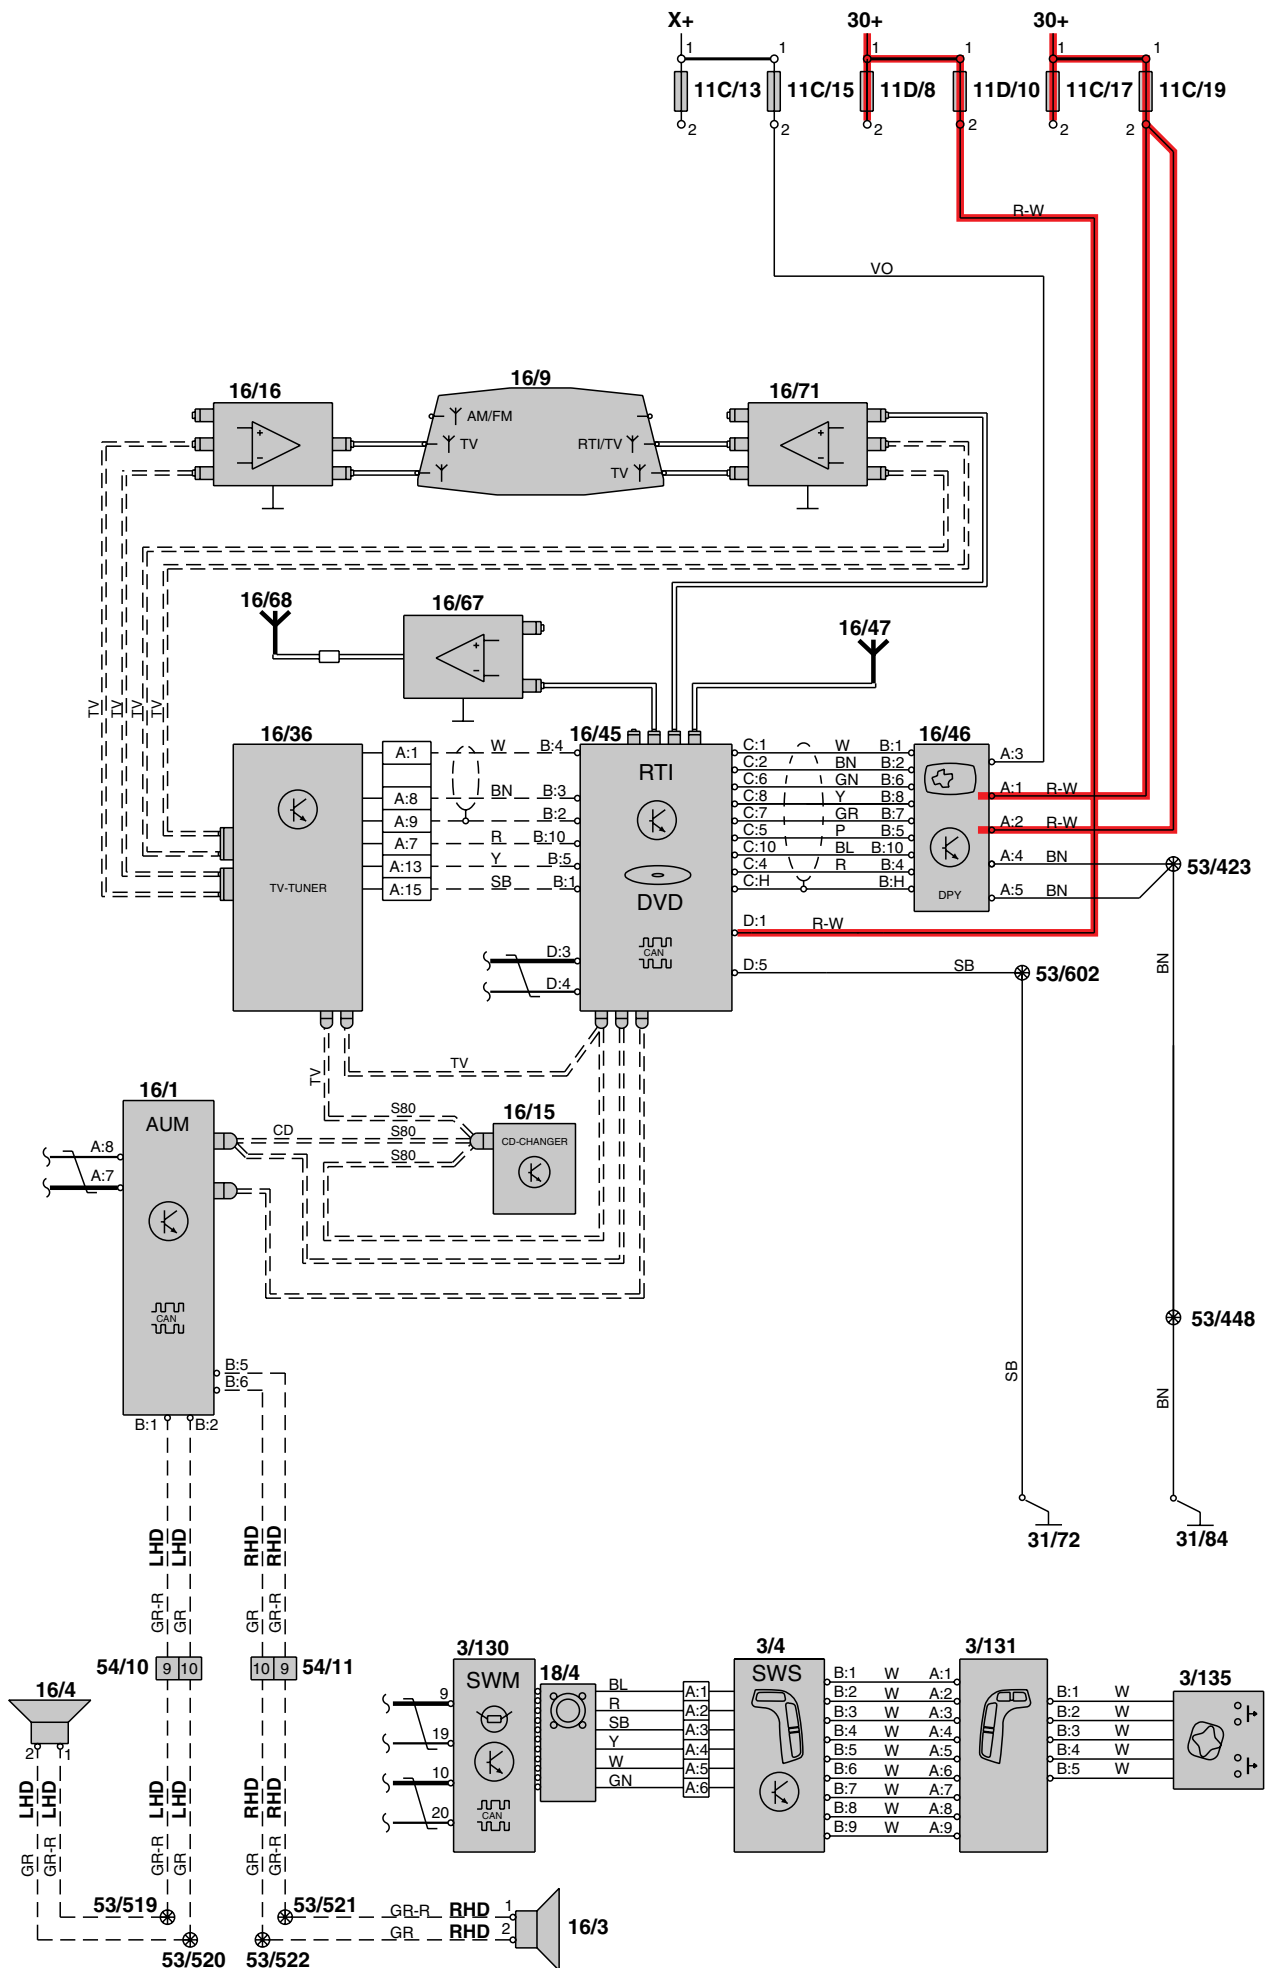 X+ 30+ 30+
1 1 1 1 1 1
11C/13 11C/15 11D/8 11D/10 11C/17 11C/19
2 2 2 2 2 2
R-W
VO
16/16 16/9 16/71
AM/FM
TV RTI/TV
TV
+ - + -
16/68 16/67 16/47
+ -
TV TV TV TV
16/36 16/45 16/46
A:1 W B:4
A:8 BN B:3
A:9 B:2
A:7 R B:10
A:13 Y B:5
A:15 SB B:1
TV-TUNER
RTI
DVD
CAN
C:1 W B:1
C:2 BN B:2
C:6 GN B:6
C:8 Y B:8
C:7 GR B:7
C:5 P B:5
C:10 BL B:10
C:4 R B:4
C:H B:H
DPY
A:3
A:1 R-W
A:2 R-W
A:4 BN
A:5 BN
53/423
D:1 R-W
D:3
D:4
D:5 SB
53/602
BN
TV
TV
16/1
AUM
CAN
A:8
A:7
CD
S80
S80
S80
16/15
CD-CHANGER
53/448
B:5
B:6
B:1 B:2
SB
BN
31/72 31/84
LHD LHD RHD RHD
GR-R GR GR GR-R
54/10 9 10 10 9 54/11
16/4
2 1
LHD LHD LHD LHD RHD RHD
GR GR-R GR-R GR GR GR-R
53/519 53/521
53/520 53/522
GR-R RHD 1
GR RHD 2
16/3
3/130 18/4 3/4 3/131 3/135
SWM
CAN
9
19
10
20
BL A:1
R A:2
SB A:3
Y A:4
W A:5
GN A:6
SWS
B:1 W A:1
B:2 W A:2
B:3 W A:3
B:4 W A:4
B:5 W A:5
B:6 W A:6
B:7 W A:7
B:8 W A:8
B:9 W A:9
B:1 W
B:2 W
B:3 W
B:4 W
B:5 W